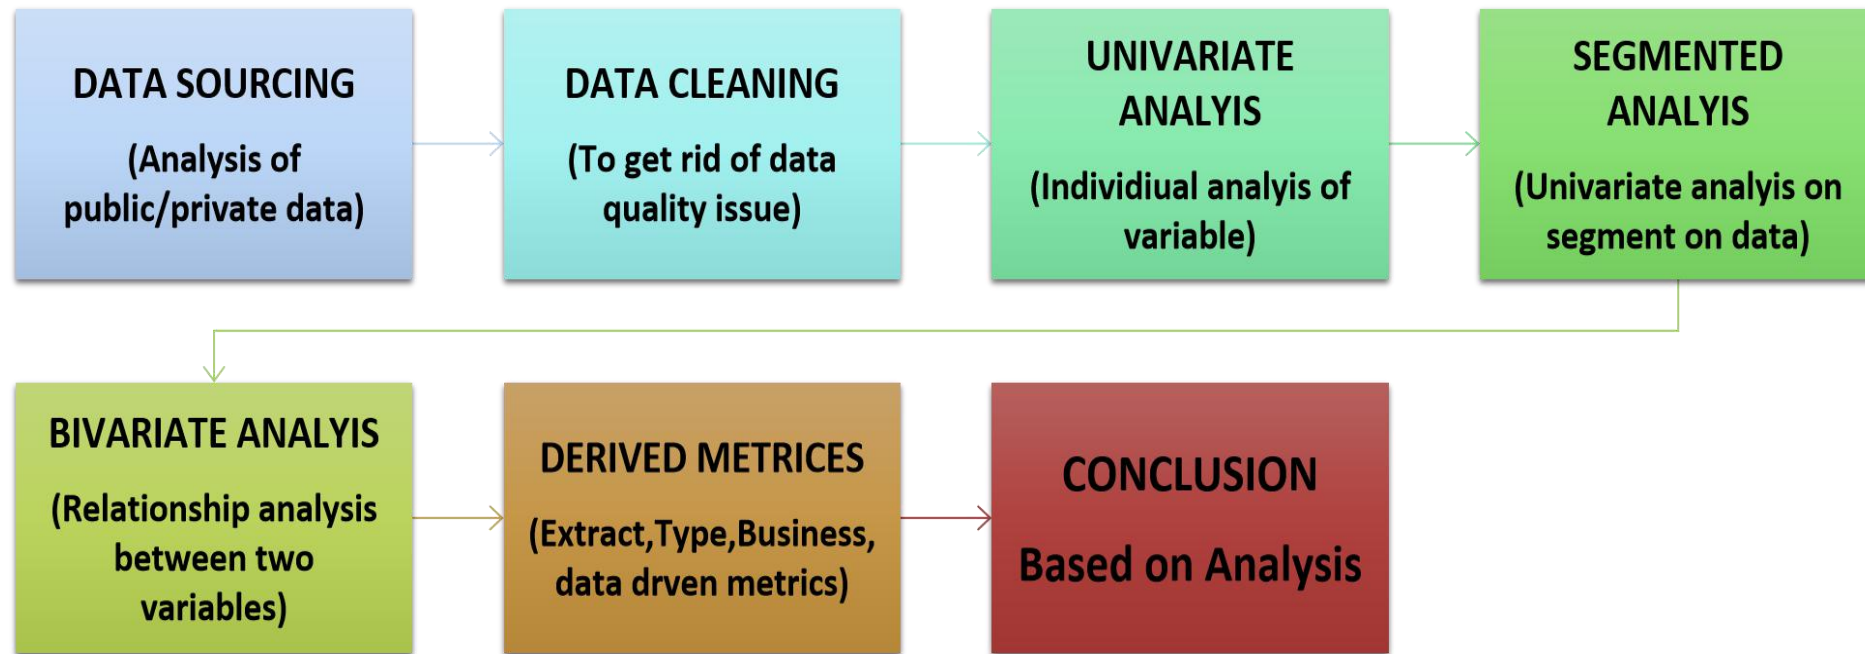 DATA SOURCING
(Analysis of
public/private data)
DATA CLEANING
(To get rid of data
quality issue)
UNIVARIATE
ANALYIS
(Individiual analyis of
variable)
SEGMENTED
ANALYIS
(Univariate analyis on
segment on data)
BIVARIATE ANALYIS
(Relationship analysis
between two
variables)
DERIVED METRICES
(Extract,Type,Business,
data drven metrics)
CONCLUSION
Based on Analysis